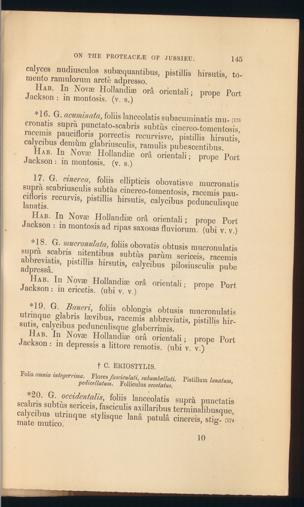 ON THE PROTEACEÆ OF JUSSIEU. 145
calyces nudiusculos subæquantibus, pistillis hirsutis, to-
mento ramulorum arctè adpresso.
HAB. In Novæ Hollandiæ orâ orientali; prope Port
Jackson: in montosis. (v. s.)
*16. G. acuminata, foliis lanceolatis subacuminatis mu-
cronatis suprà punctato-scabris subtùs cinereo-tomentosis,
racemis paucifloris porrectis recurvisve, pistillis hirsutis,
calycibus demùm glabriusculis, ramulis pubescentibus.
HAB. In Novæ Hollandiæ orâ orientali; prope Port
Jackson: in montosis. (v. s.)
17. G. cinerea, foliis ellipticis obovatisve mucronatis
suprà scabriusculis subtùs cinereo-tomentosis, racemis pau-
cifloris recurvis, pistillis hirsutis, calycibus pedunculisque
lanatis.
HAB. In Novæ Hollandiæ orâ orientali; prope Port
Jackson: in montosis ad ripas saxosas fluviorum. (ubi v. v.)
*18. G. mucronulata, foliis obovatis obtusis mucronulatis
suprà scabris nitentibus subtùs parùm sericeis, racemis
abbreviatis, pistillis hirsutis, calycibus pilosiusculis pube
adpressâ.
HAB. In Novæ Hollandiæ orâ orientali; prope Port
Jackson: in ericetis. (ubi v. v.)
*19. G. Baueri, foliis oblongis obtusis mucronulatis
utrinque glabris lævibus, racemis abbreviatis, pistillis hir-
sutis, calycibus pedunculisque glaberrimis.
HAB. In Novæ Hollandiæ orâ orientali; prope Port
Jackson: in depressis a littore remotis. (ubi v. v.)
† C. ERIOSTYLIS.
Folia omnia integerrima. Flores fasciculati, subumbellati. Pistillum lanatum,
pedicellatum. Folliculus ecostatus.
*20. G. occidentalis, foliis lanceolatis suprà punctatis
scabris subtùs sericeis, fasciculis axillaribus terminalibusque,
calycibus utrinque stylisque lanâ patulâ cinereis, stig-
mate mutico.
10